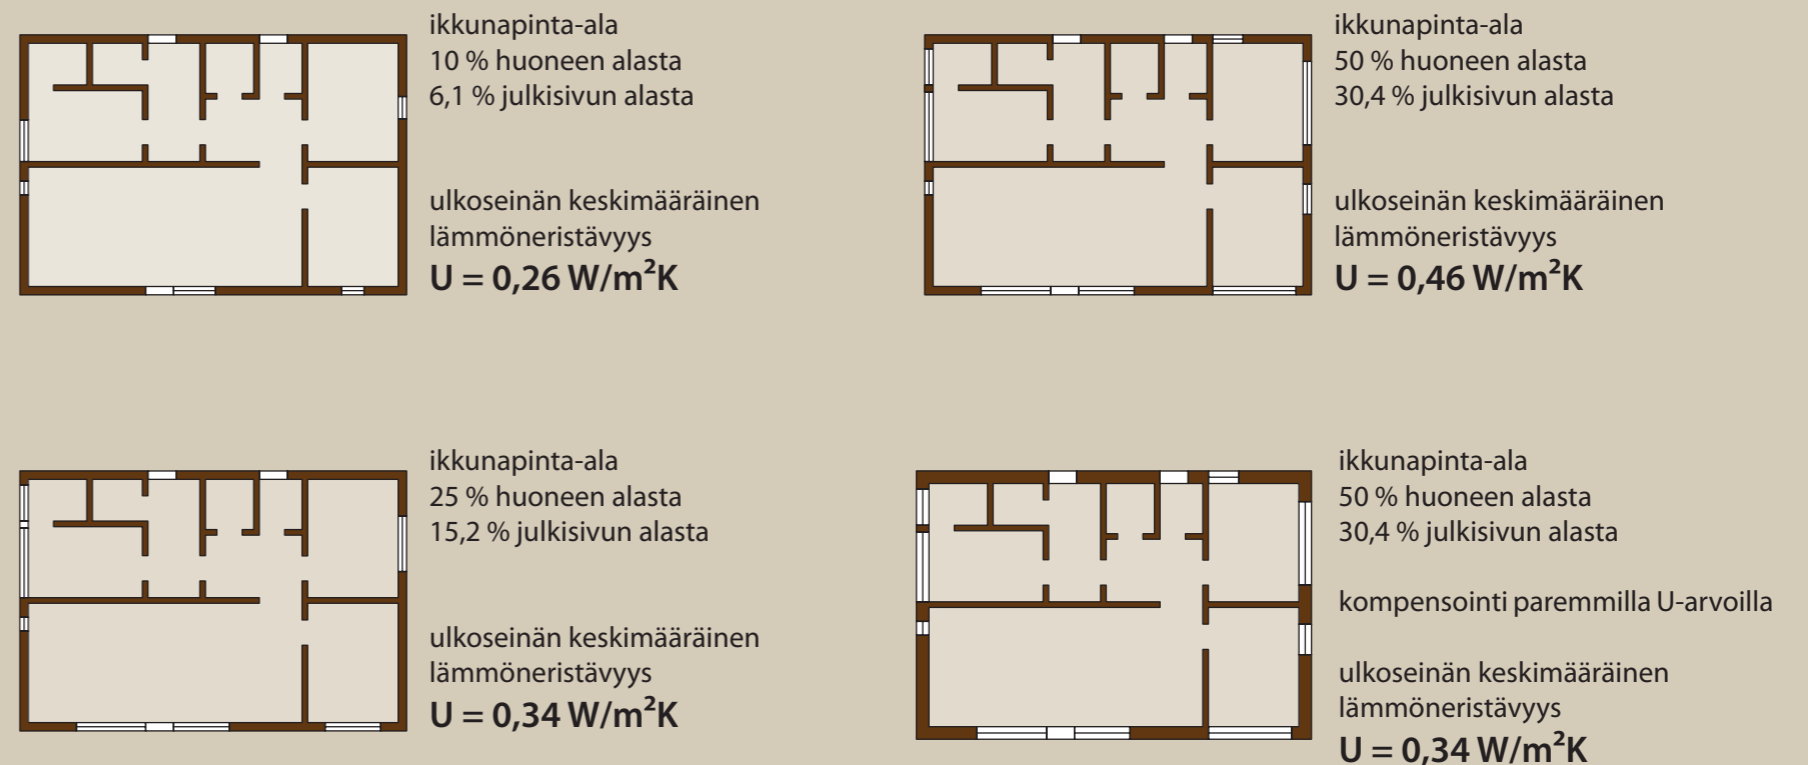 ikkunapinta-ala
10 % huoneen alasta
6,1 % julkisivun alasta
ulkoseinän keskimääräinen
lämmöneristävyys
U = 0,26 W/m²K
ikkunapinta-ala
50 % huoneen alasta
30,4 % julkisivun alasta
ulkoseinän keskimääräinen
lämmöneristävyys
U = 0,46 W/m²K
ikkunapinta-ala
25 % huoneen alasta
15,2 % julkisivun alasta
ulkoseinän keskimääräinen
lämmöneristävyys
U = 0,34 W/m²K
ikkunapinta-ala
50 % huoneen alasta
30,4 % julkisivun alasta
kompensointi paremmilla U-arvoilla
ulkoseinän keskimääräinen
lämmöneristävyys
U = 0,34 W/m²K